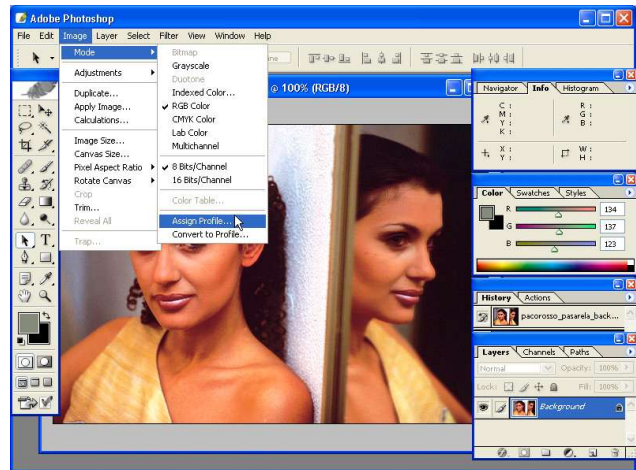 Adobe Photoshop
File Edit Image Layer Select Filter View Window Help
Mode
Adjustments
Duplicate...
Apply Image...
Calculations...
Image Size...
Canvas Size...
Pixel Aspect Ratio
Rotate Canvas
Crop
Trim...
Reveal All
Trap...
Bitmap
Grayscale
Duotone
Indexed Color...
RGB Color
CMYK Color
Lab Color
Multichannel
8 Bits/Channel
16 Bits/Channel
Color Table...
Assign Profile...
Convert to Profile...
@ 100% (RGB/8)
Navigator Info Histogram
C :
M :
Y :
K :
R :
G :
B :
X :
Y :
W :
H :
Color Swatches Styles
R 134
G 137
B 123
History Actions
pacorosso_pasarela_back...
Layers Channels Paths
Normal Opacity: 100%
Lock: Fill: 100%
Background